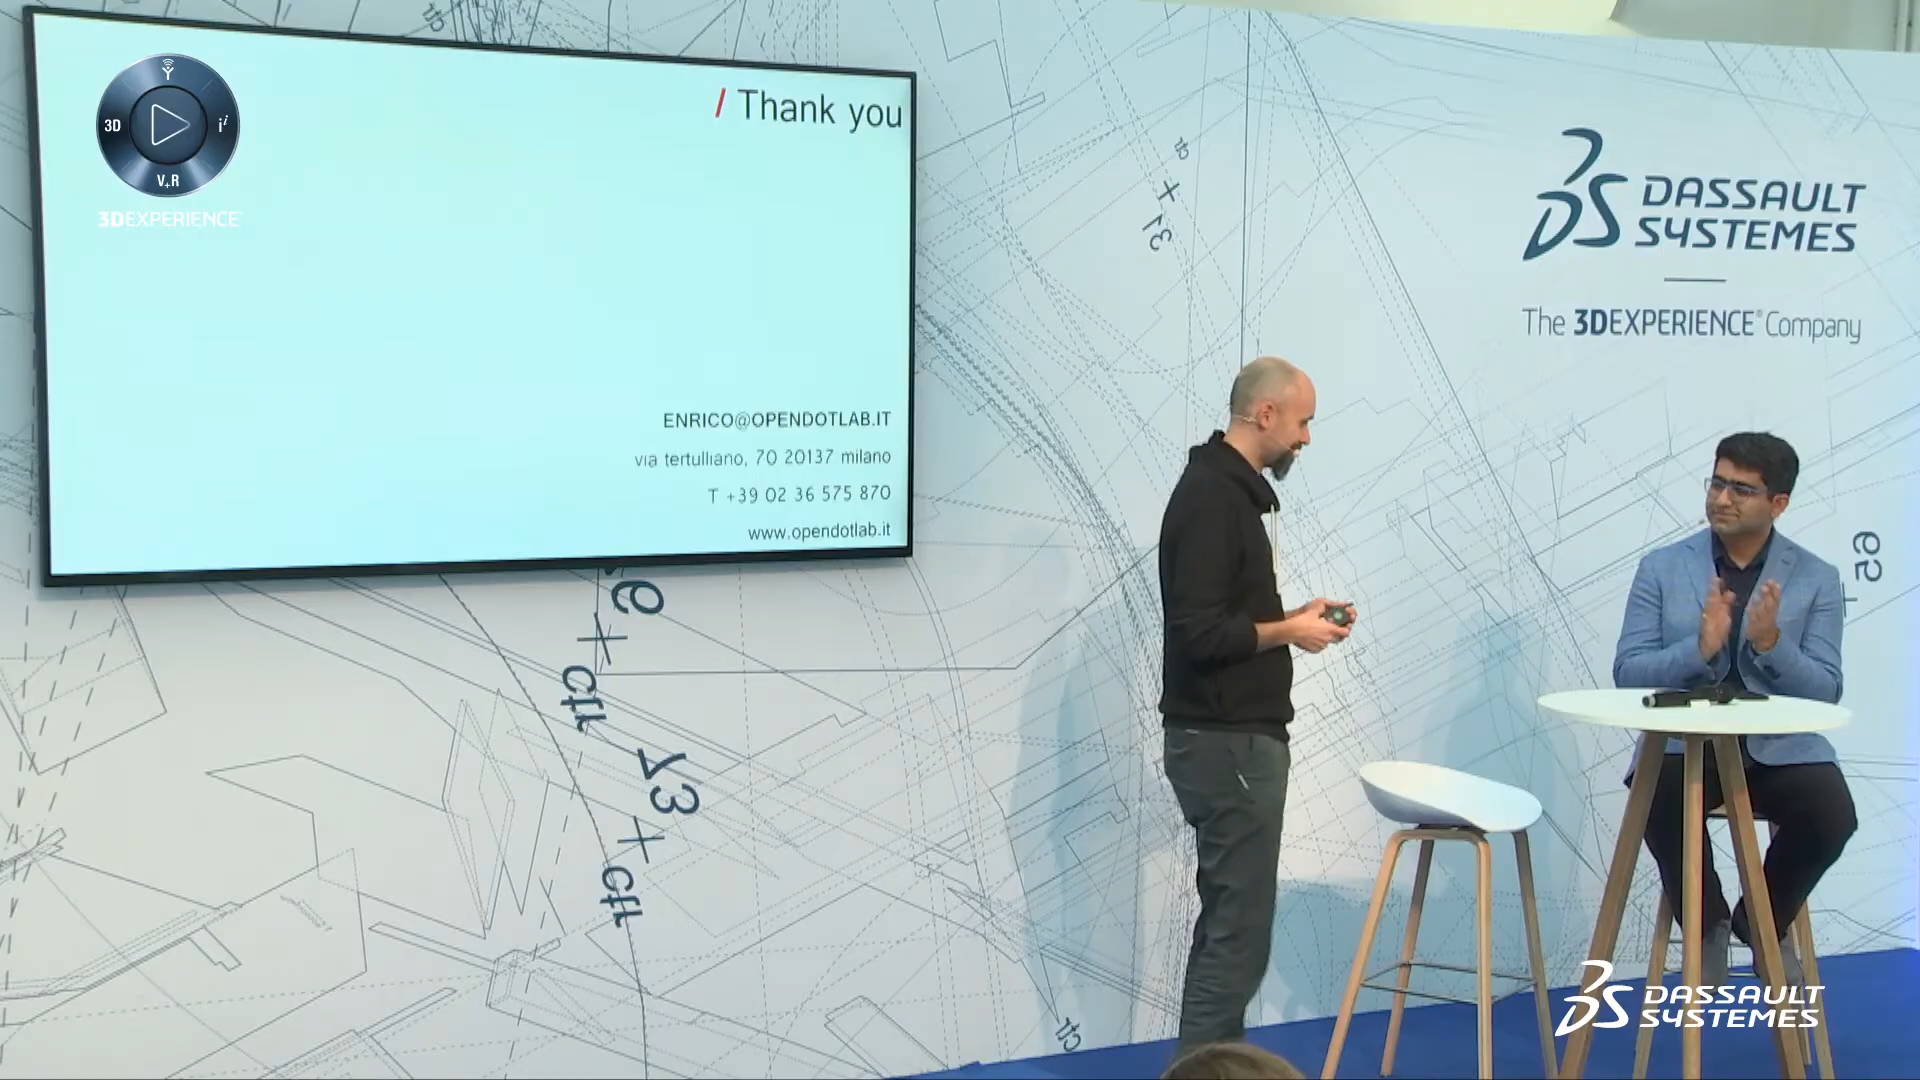 3D
i
V+R
3DEXPERIENCE
/ Thank you
ENRICO@OPENDOTLAB.IT
via tertulliano, 70 20137 milano
T +39 02 36 575 870
www.opendotlab.it
DASSAULT
SYSTEMES
The 3DEXPERIENCE® Company
DASSAULT
SYSTEMES